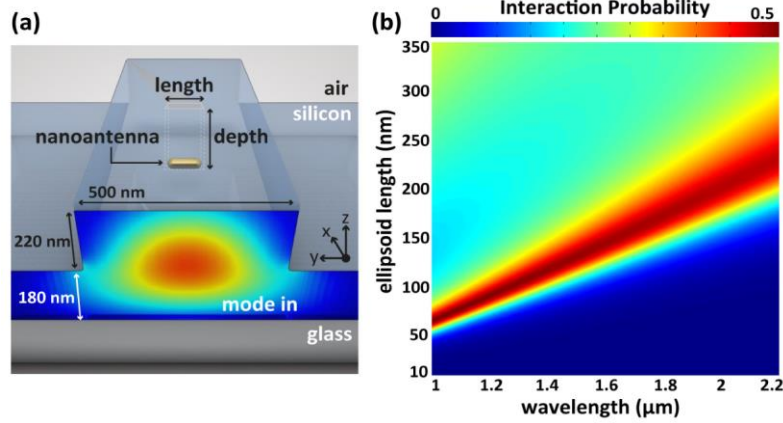 (a)
length
air
silicon
nanoantenna
depth
500 nm
220 nm
z
x
y
180 nm
mode in
glass
(b)
Interaction Probability
0
0.5
ellipsoid length (nm)
350
300
250
200
150
100
50
10
1
1.2
1.4
1.6
1.8
2
2.2
wavelength (μm)